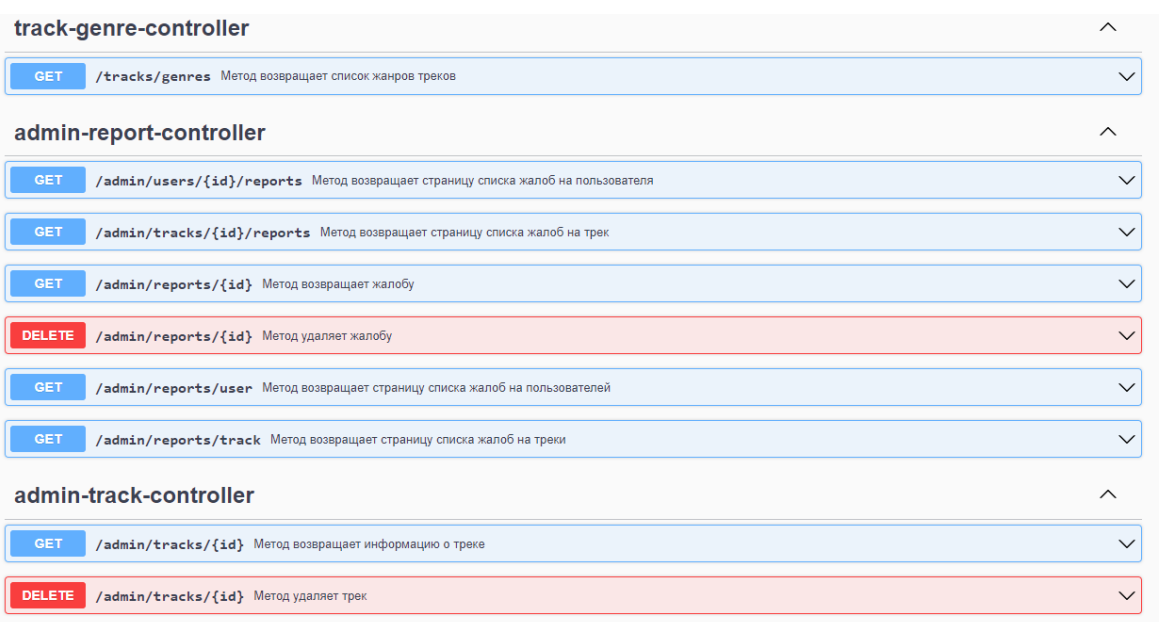 track-genre-controller
GET /tracks/genres Метод возвращает список жанров треков
admin-report-controller
GET /admin/users/{id}/reports Метод возвращает страницу списка жалоб на пользователя
GET /admin/tracks/{id}/reports Метод возвращает страницу списка жалоб на трек
GET /admin/reports/{id} Метод возвращает жалобу
DELETE /admin/reports/{id} Метод удаляет жалобу
GET /admin/reports/user Метод возвращает страницу списка жалоб на пользователей
GET /admin/reports/track Метод возвращает страницу списка жалоб на треки
admin-track-controller
GET /admin/tracks/{id} Метод возвращает информацию о треке
DELETE /admin/tracks/{id} Метод удаляет трек